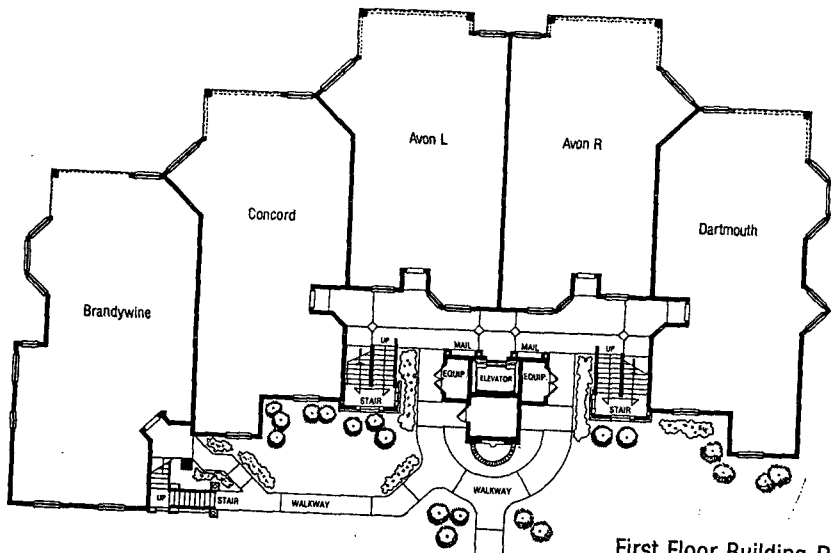 Avon L
Avon R
Concord
Dartmouth
Brandywine
UP
MAIL
MAIL
UP
EQUIP.
ELEVATOR
EQUIP.
STAIR
STAIR
UP
STAIR
WALKWAY
WALKWAY
First Floor Building